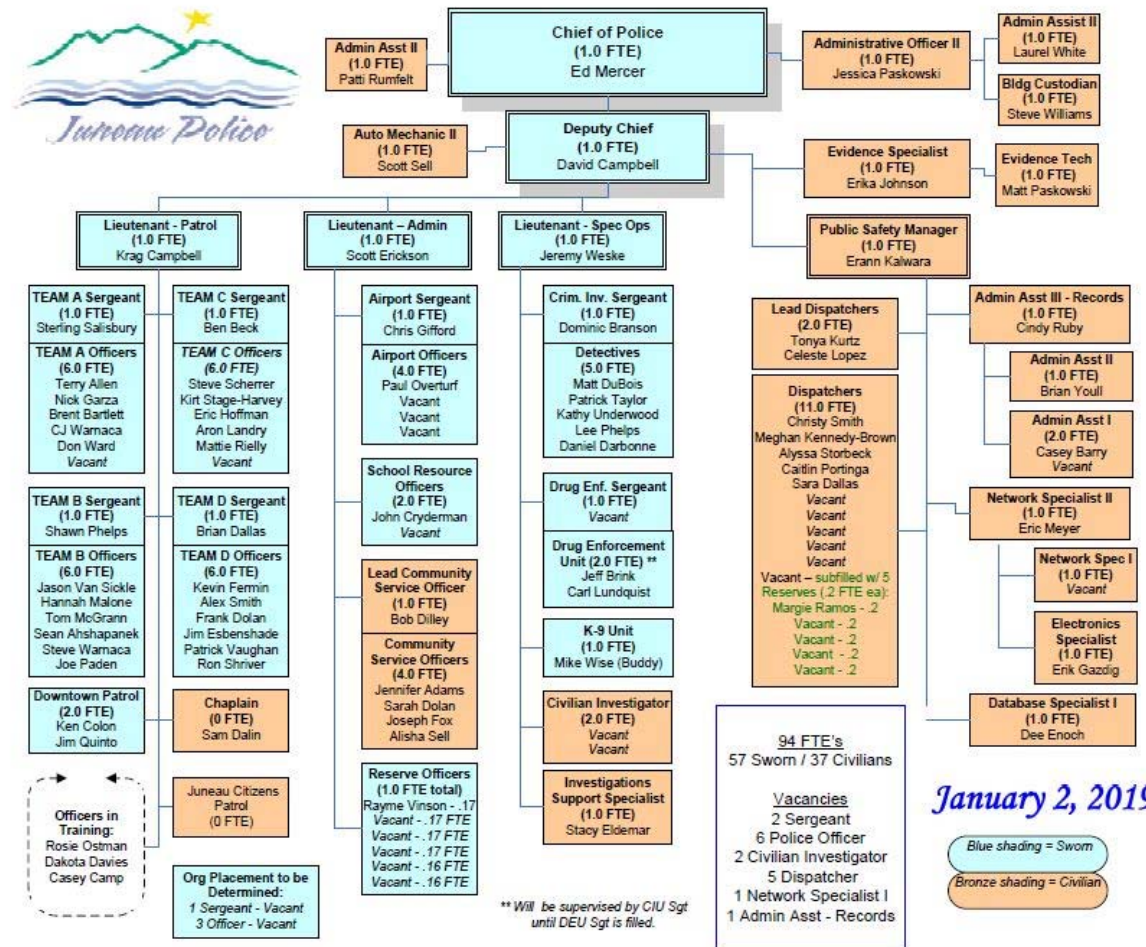 Juneau Police
Chief of Police
(1.0 FTE)
Ed Mercer
Admin Asst II
(1.0 FTE)
Patti Rumfelt
Administrative Officer II
(1.0 FTE)
Jessica Paskowski
Admin Assist II
(1.0 FTE)
Laurel White
Bldg Custodian
(1.0 FTE)
Steve Williams
Auto Mechanic II
(1.0 FTE)
Scott Sell
Deputy Chief
(1.0 FTE)
David Campbell
Evidence Specialist
(1.0 FTE)
Erika Johnson
Evidence Tech
(1.0 FTE)
Matt Paskowski
Public Safety Manager
(1.0 FTE)
Erann Kalwara
Lieutenant - Patrol
(1.0 FTE)
Krag Campbell
TEAM A Sergeant
(1.0 FTE)
Sterling Salisbury
TEAM A Officers
(6.0 FTE)
Terry Allen
Nick Garza
Brent Bartlett
CJ Warnaca
Don Ward
Vacant
TEAM C Sergeant
(1.0 FTE)
Ben Beck
TEAM C Officers
(6.0 FTE)
Steve Scherrer
Kirt Stage-Harvey
Eric Hoffman
Aron Landry
Mattie Rielly
Vacant
TEAM B Sergeant
(1.0 FTE)
Shawn Phelps
TEAM B Officers
(6.0 FTE)
Jason Van Sickle
Hannah Malone
Tom McGrann
Sean Ahshapanek
Steve Warnaca
Joe Paden
TEAM D Sergeant
(1.0 FTE)
Brian Dallas
TEAM D Officers
(6.0 FTE)
Kevin Fermin
Alex Smith
Frank Dolan
Jim Esbenshade
Patrick Vaughan
Ron Shriver
Downtown Patrol
(2.0 FTE)
Ken Colon
Jim Quinto
Chaplain
(0 FTE)
Sam Dalin
Officers in
Training:
Rosie Ostman
Dakota Davies
Casey Camp
Juneau Citizens
Patrol
(0 FTE)
Org Placement to be
Determined:
1 Sergeant - Vacant
3 Officer - Vacant
Lieutenant – Admin
(1.0 FTE)
Scott Erickson
Airport Sergeant
(1.0 FTE)
Chris Gifford
Airport Officers
(4.0 FTE)
Paul Overturf
Vacant
Vacant
Vacant
School Resource
Officers
(2.0 FTE)
John Cryderman
Vacant
Lead Community
Service Officer
(1.0 FTE)
Bob Dilley
Community
Service Officers
(4.0 FTE)
Jennifer Adams
Sarah Dolan
Joseph Fox
Alisha Sell
Reserve Officers
(1.0 FTE total)
Rayme Vinson - .17
Vacant - .17 FTE
Vacant - .17 FTE
Vacant - .17 FTE
Vacant - .16 FTE
Vacant - .16 FTE
Lieutenant - Spec Ops
(1.0 FTE)
Jeremy Weske
Crim. Inv. Sergeant
(1.0 FTE)
Dominic Branson
Detectives
(5.0 FTE)
Matt DuBois
Patrick Taylor
Kathy Underwood
Lee Phelps
Daniel Darbonne
Drug Enf. Sergeant
(1.0 FTE)
Vacant
Drug Enforcement
Unit (2.0 FTE) **
Jeff Brink
Carl Lundquist
K-9 Unit
(1.0 FTE)
Mike Wise (Buddy)
Civilian Investigator
(2.0 FTE)
Vacant
Vacant
Investigations
Support Specialist
(1.0 FTE)
Stacy Eldemar
** Will be supervised by CIU Sgt
until DEU Sgt is filled.
Lead Dispatchers
(2.0 FTE)
Tonya Kurtz
Celeste Lopez
Dispatchers
(11.0 FTE)
Christy Smith
Meghan Kennedy-Brown
Alyssa Storbeck
Caitlin Portinga
Sara Dallas
Vacant
Vacant
Vacant
Vacant
Vacant
Vacant – subfilled w/ 5
Reserves (.2 FTE ea):
Margie Ramos - .2
Vacant - .2
Vacant - .2
Vacant - .2
Vacant - .2
Admin Asst III - Records
(1.0 FTE)
Cindy Ruby
Admin Asst II
(1.0 FTE)
Brian Youll
Admin Asst I
(2.0 FTE)
Casey Barry
Vacant
Network Specialist II
(1.0 FTE)
Eric Meyer
Network Spec I
(1.0 FTE)
Vacant
Electronics
Specialist
(1.0 FTE)
Erik Gazdig
Database Specialist I
(1.0 FTE)
Dee Enoch
94 FTE's
57 Sworn / 37 Civilians
Vacancies
2 Sergeant
6 Police Officer
2 Civilian Investigator
5 Dispatcher
1 Network Specialist I
1 Admin Asst - Records
January 2, 2019
Blue shading = Sworn
Bronze shading = Civilian